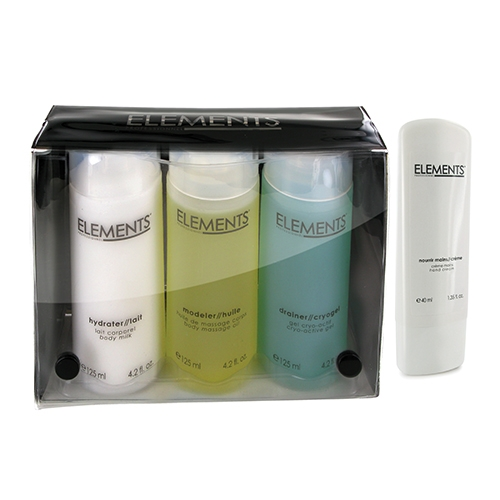 ELEMENTS
ELEMENTS
hydrater//lait
lait corporel
body milk
℮125 ml 4.2 fl. oz.
ELEMENTS
modeler//huile
huile de massage corps
body massage oil
℮125 ml 4.2 fl. oz.
ELEMENTS
drainer//cryogel
gel cryo-actif
cryo-active gel
℮125 ml 4.2
ELEMENTS
nourrir mains//crème
crème mains
hand cream
℮40 ml 1.35 fl. oz.